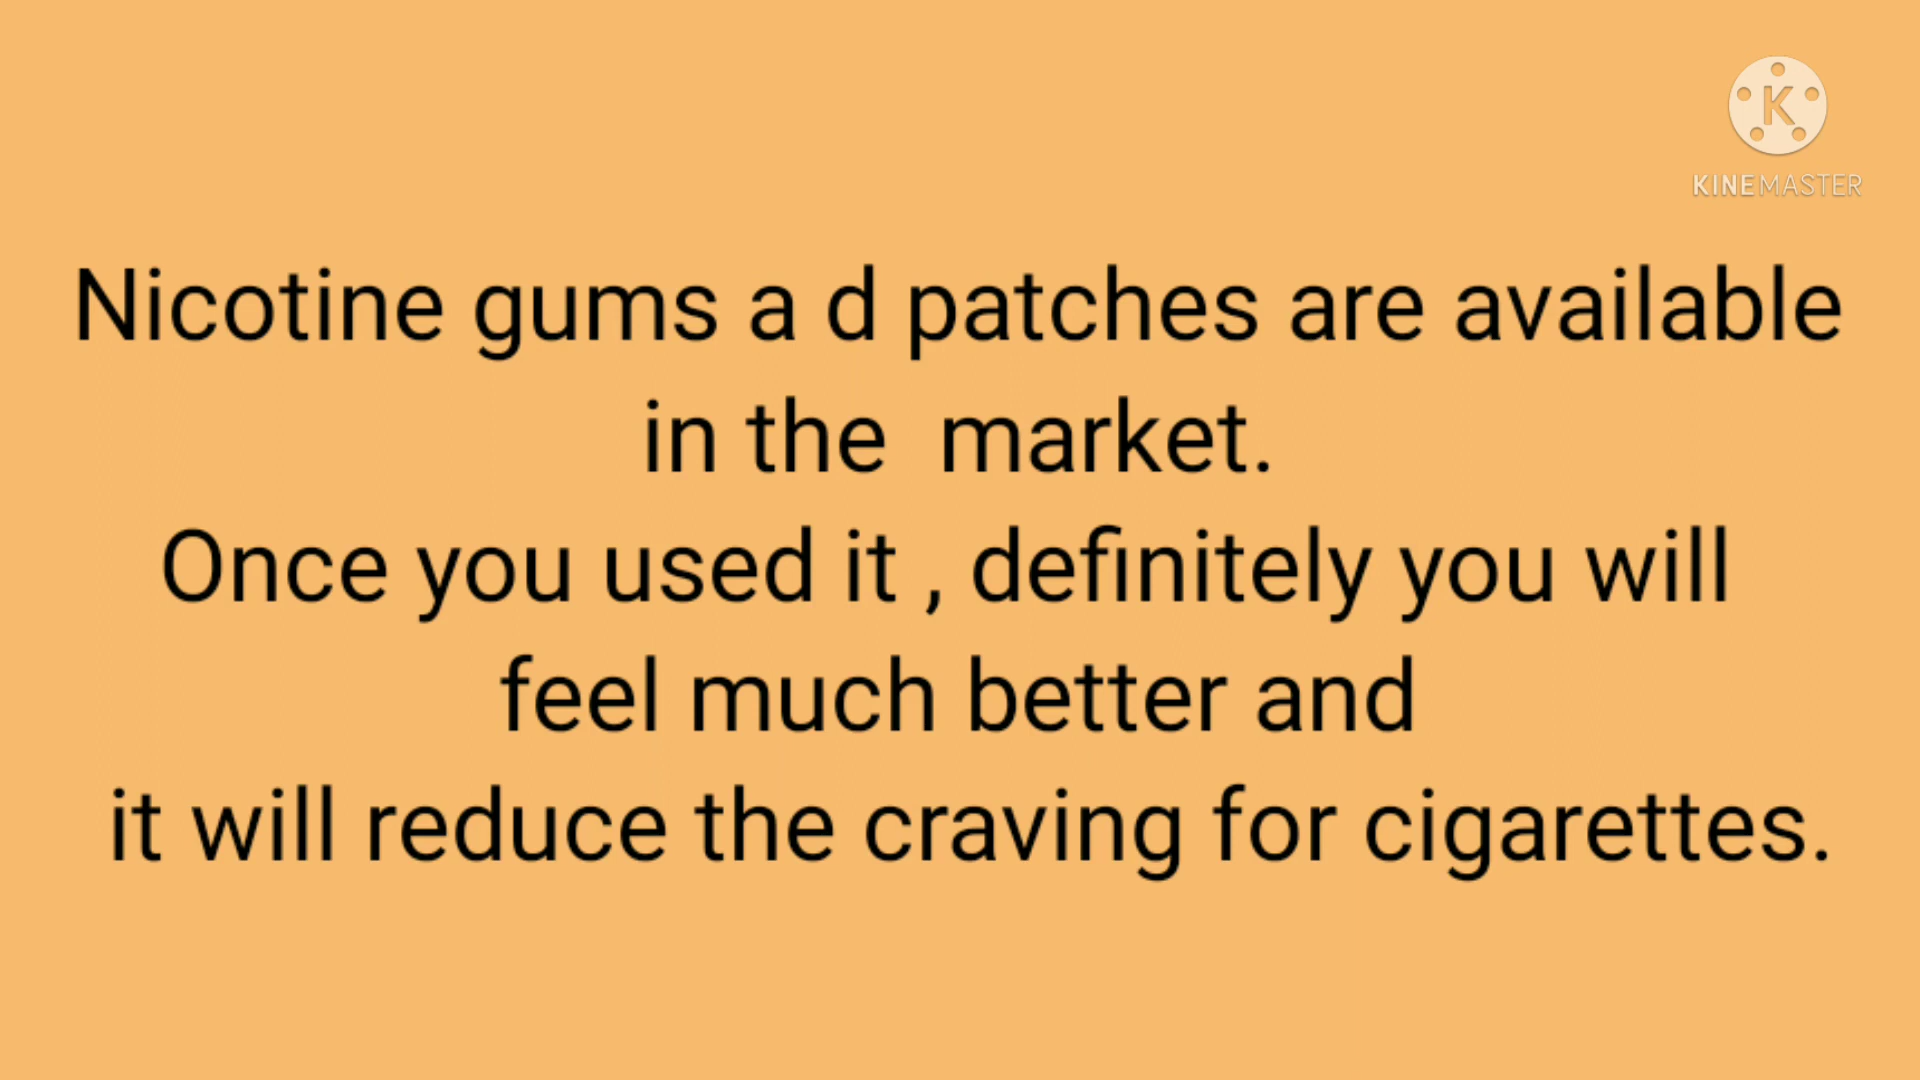 K
KINEMASTER
Nicotine gums a d patches are available
in the  market.
Once you used it , definitely you will
feel much better and
it will reduce the craving for cigarettes.